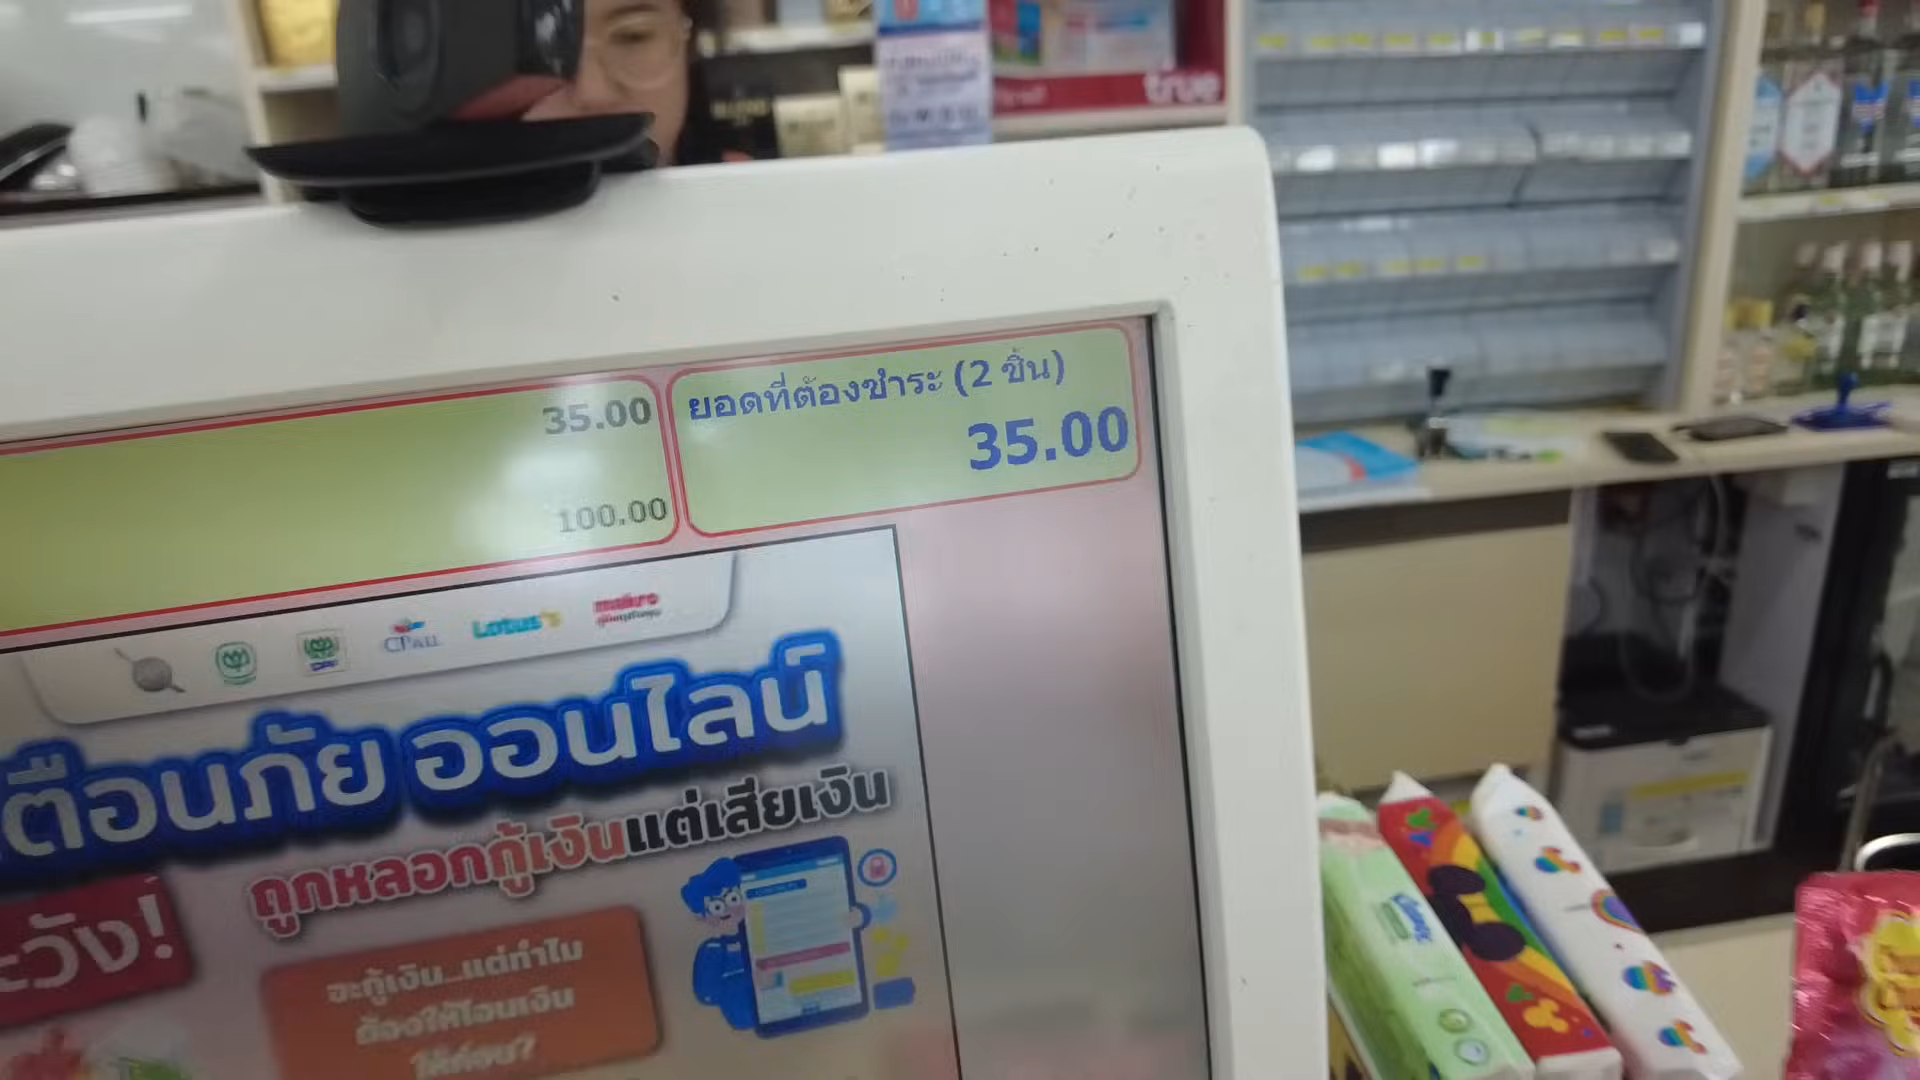 true
35.00
100.00
ยอดที่ต้องชำระ (2 ชิ้น)
35.00
CPALL
Lotus's
makro
เตือนภัย ออนไลน์
ถูกหลอกกู้เงินแต่เสียเงิน
ะวัง!
จะกู้เงิน...แต่ทำไม
ต้องให้โอนเงิน
ให้ก่อน?